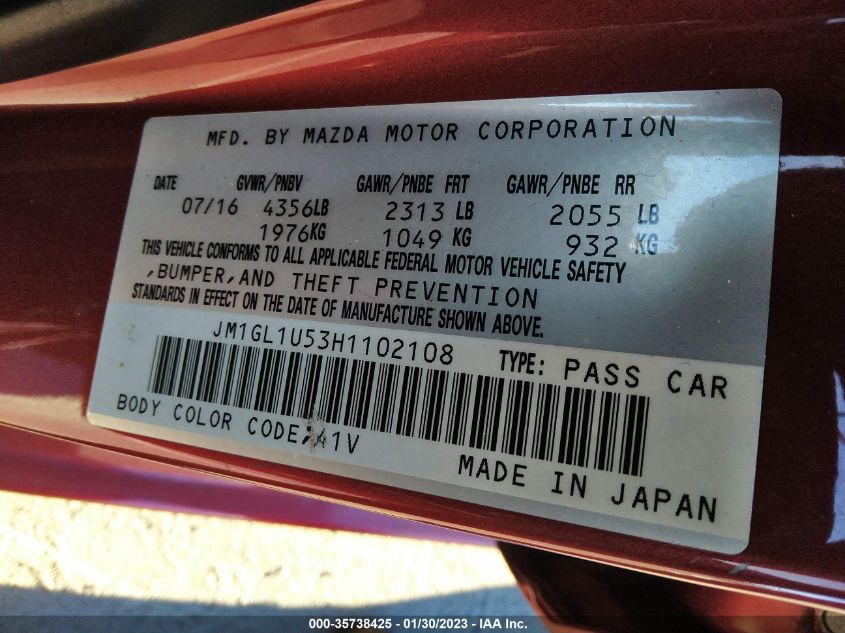 MFD. BY MAZDA MOTOR CORPORATION
DATE GVWR/PNBV GAWR/PNBE FRT GAWR/PNBE RR
07/16 4356LB 2313 LB 2055 LB
1976KG 1049 KG 932 KG
THIS VEHICLE CONFORMS TO ALL APPLICABLE FEDERAL MOTOR VEHICLE SAFETY
,BUMPER,AND THEFT PREVENTION
STANDARDS IN EFFECT ON THE DATE OF MANUFACTURE SHOWN ABOVE.
JM1GL1U53H1102108 TYPE: PASS CAR
BODY COLOR CODE:41V
MADE IN JAPAN
000-35738425 - 01/30/2023 - IAA Inc.